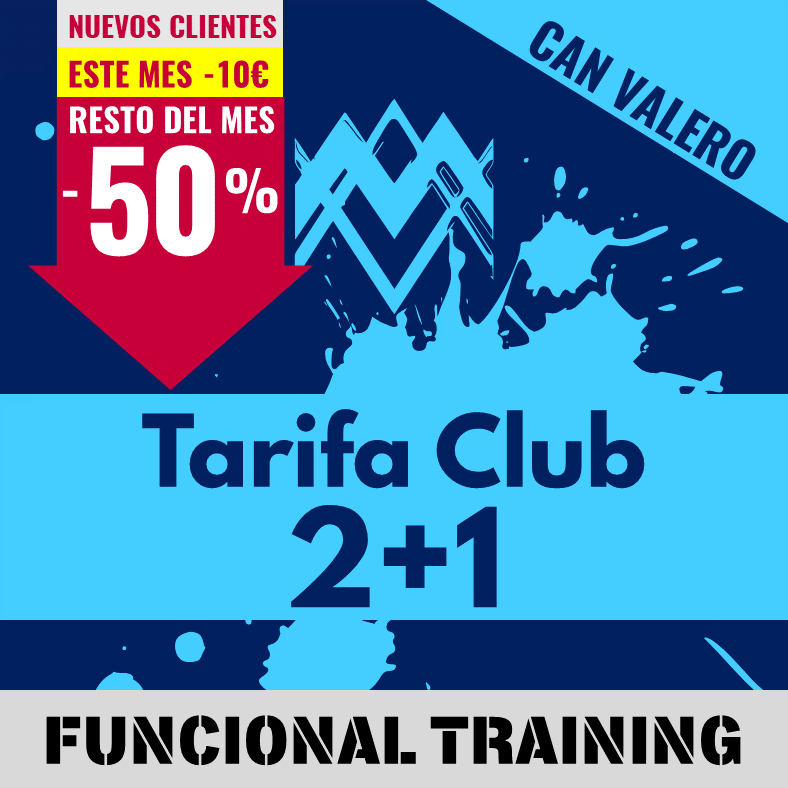 NUEVOS CLIENTES
ESTE MES -10€
RESTO DEL MES
-50%
CAN VALERO
Tarifa Club
2+1
FUNCIONAL TRAINING